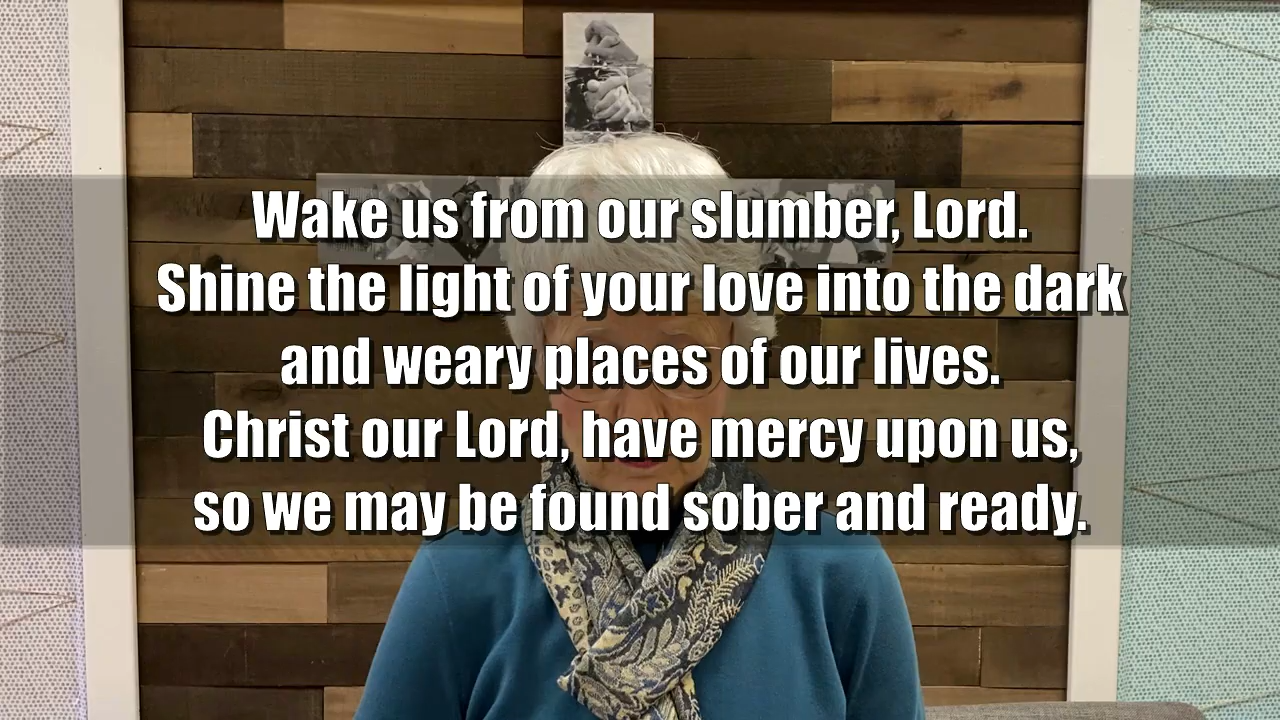 Wake us from our slumber, Lord.
Shine the light of your love into the dark
and weary places of our lives.
Christ our Lord, have mercy upon us,
so we may be found sober and ready.